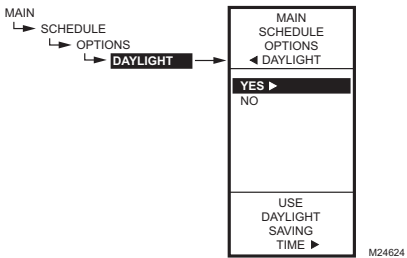 MAIN
SCHEDULE
OPTIONS
DAYLIGHT
MAIN
SCHEDULE
OPTIONS
◄ DAYLIGHT
YES ►
NO
USE
DAYLIGHT
SAVING
TIME ►
M24624